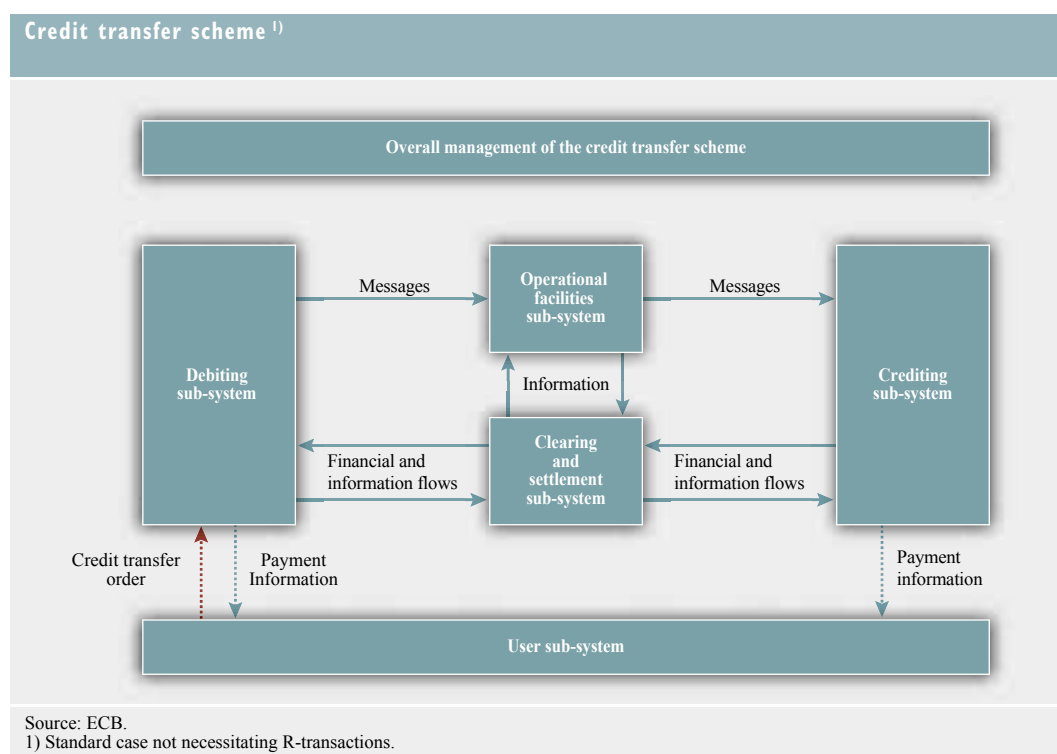 Credit transfer scheme 1)
Overall management of the credit transfer scheme
Messages
Operational
facilities
sub-system
Messages
Debiting
sub-system
Information
Crediting
sub-system
Financial and
information flows
Clearing
and
settlement
sub-system
Financial and
information flows
Credit transfer
order
Payment
Information
Payment
information
User sub-system
Source: ECB.
1) Standard case not necessitating R-transactions.